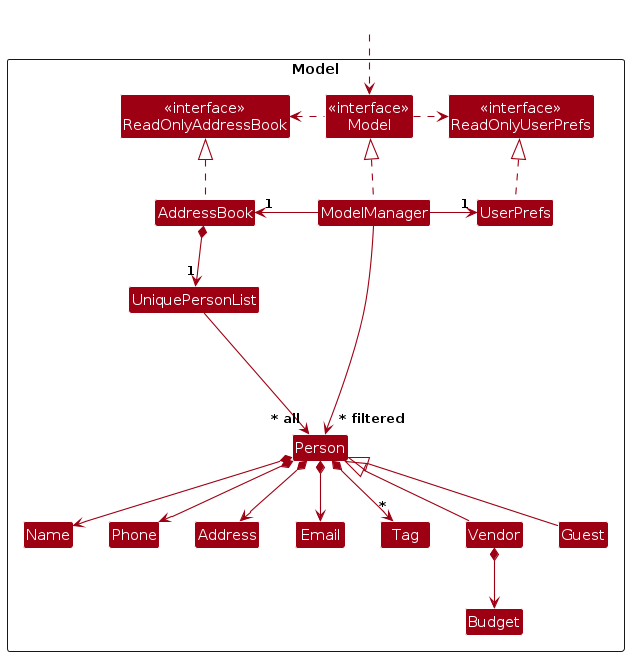 Model
«interface»
ReadOnlyAddressBook
«interface»
Model
«interface»
ReadOnlyUserPrefs
AddressBook
1
ModelManager
1
UserPrefs
1
UniquePersonList
* all
* filtered
Person
*
Name
Phone
Address
Email
Tag
Vendor
Guest
Budget